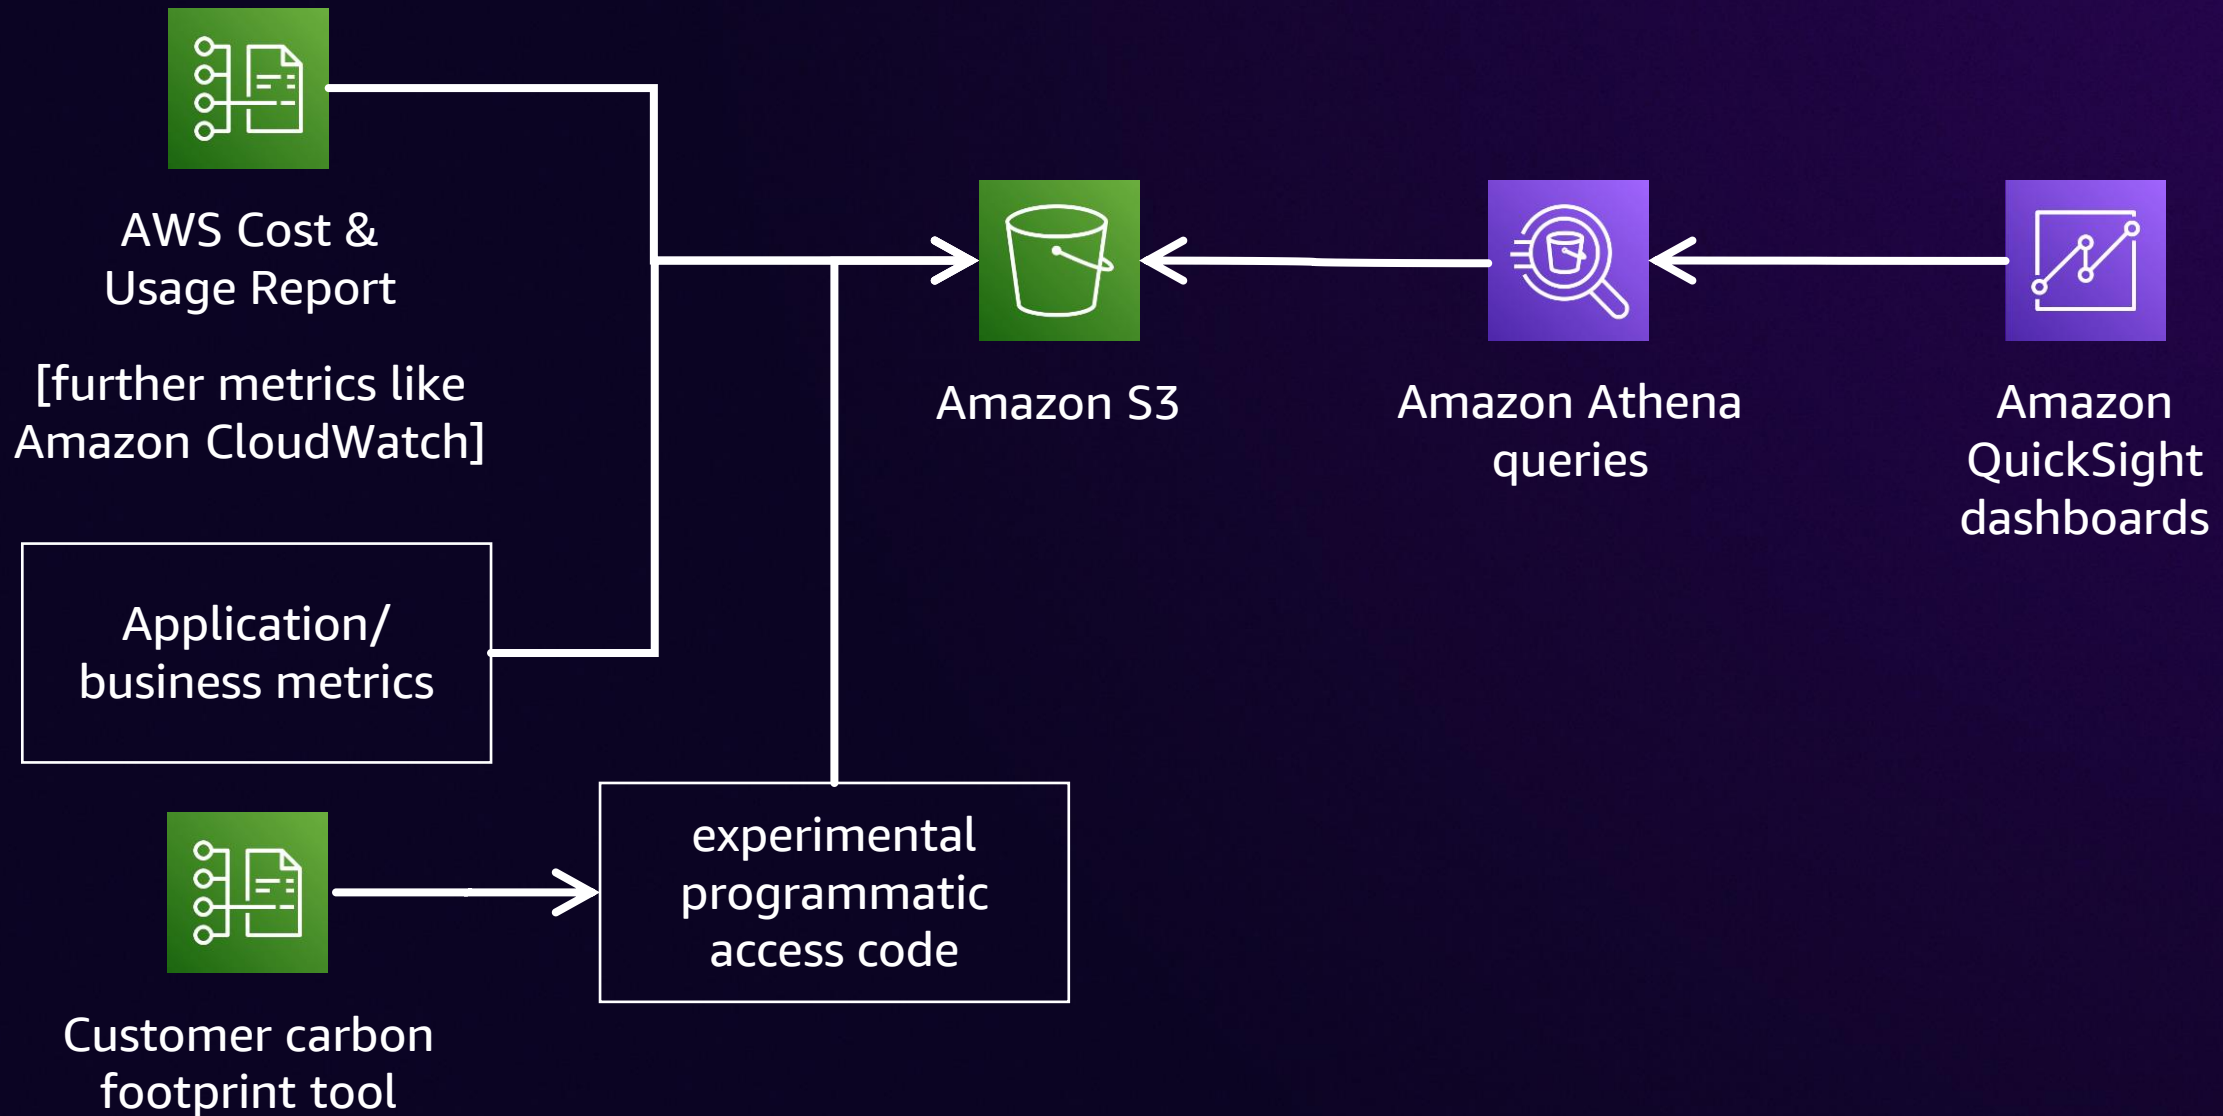 AWS Cost &
Usage Report
[further metrics like
Amazon CloudWatch]
Application/
business metrics
Customer carbon
footprint tool
experimental
programmatic
access code
Amazon S3
Amazon Athena
queries
Amazon
QuickSight
dashboards